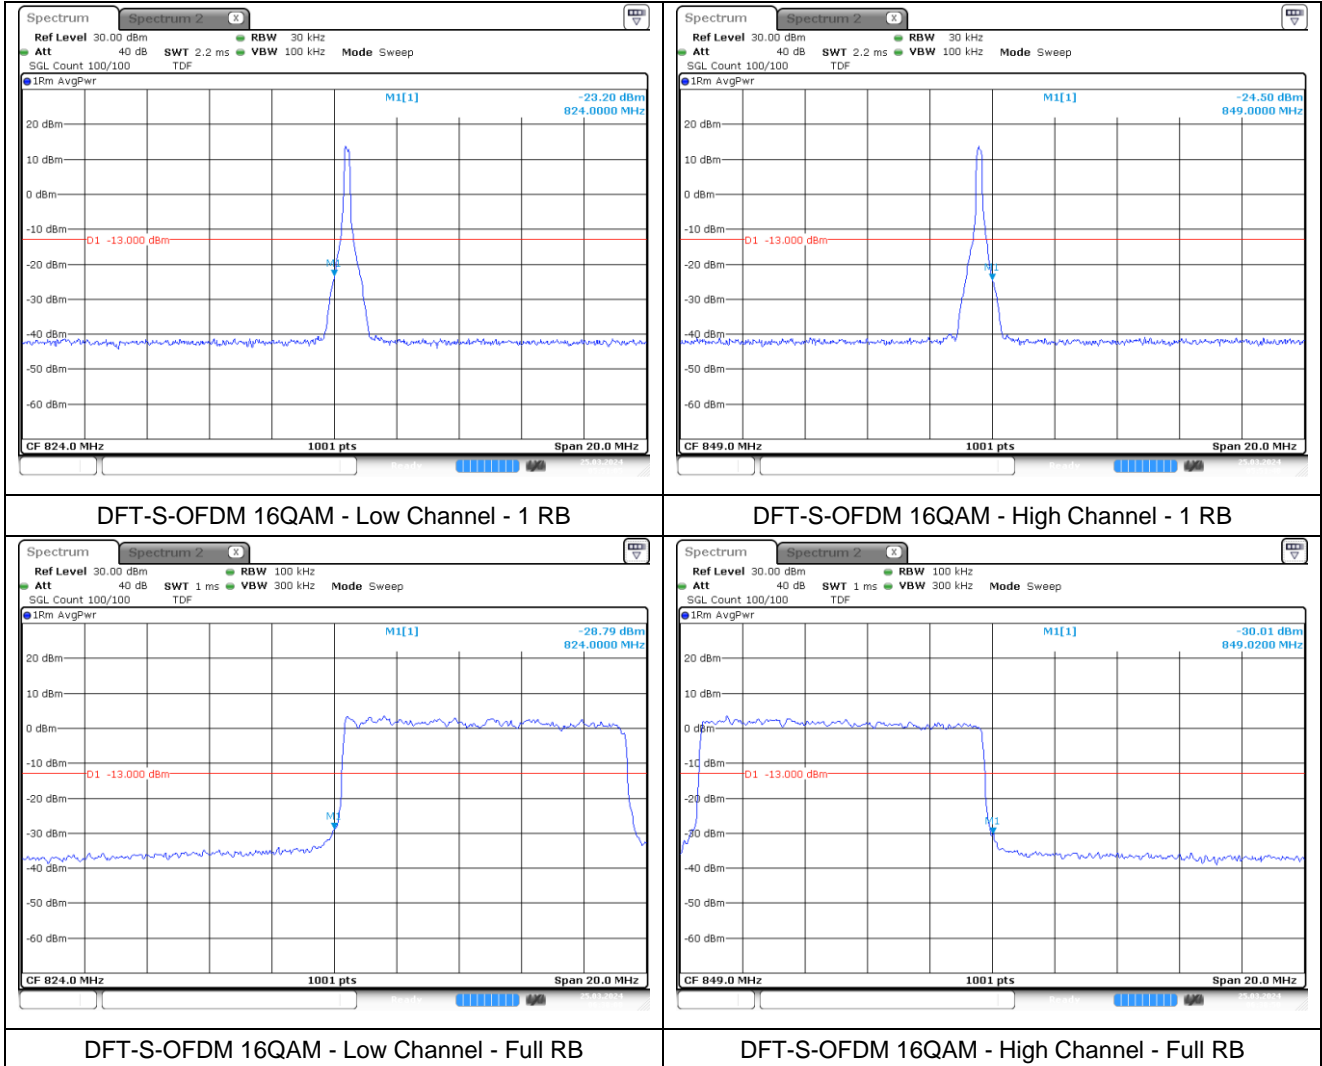 Spectrum Spectrum 2 X
Ref Level 30.00 dBm RBW 30 kHz
Att 40 dB SWT 2.2 ms VBW 100 kHz Mode Sweep
SGL Count 100/100 TDF
1Rm AvgPwr
M1[1] -23.20 dBm
824.0000 MHz
20 dBm
10 dBm
0 dBm
-10 dBm
D1 -13.000 dBm
-20 dBm
M1
-30 dBm
-40 dBm
-50 dBm
-60 dBm
CF 824.0 MHz 1001 pts Span 20.0 MHz
Ready 25.03.2024
DFT-S-OFDM 16QAM - Low Channel - 1 RB
Spectrum Spectrum 2 X
Ref Level 30.00 dBm RBW 30 kHz
Att 40 dB SWT 2.2 ms VBW 100 kHz Mode Sweep
SGL Count 100/100 TDF
1Rm AvgPwr
M1[1] -24.50 dBm
849.0000 MHz
20 dBm
10 dBm
0 dBm
-10 dBm
D1 -13.000 dBm
-20 dBm
M1
-30 dBm
-40 dBm
-50 dBm
-60 dBm
CF 849.0 MHz 1001 pts Span 20.0 MHz
Ready 25.03.2024
DFT-S-OFDM 16QAM - High Channel - 1 RB
Spectrum Spectrum 2 X
Ref Level 30.00 dBm RBW 100 kHz
Att 40 dB SWT 1 ms VBW 300 kHz Mode Sweep
SGL Count 100/100 TDF
1Rm AvgPwr
M1[1] -28.79 dBm
824.0000 MHz
20 dBm
10 dBm
0 dBm
-10 dBm
D1 -13.000 dBm
-20 dBm
M1
-30 dBm
-40 dBm
-50 dBm
-60 dBm
CF 824.0 MHz 1001 pts Span 20.0 MHz
Ready 25.03.2024
DFT-S-OFDM 16QAM - Low Channel - Full RB
Spectrum Spectrum 2 X
Ref Level 30.00 dBm RBW 100 kHz
Att 40 dB SWT 1 ms VBW 300 kHz Mode Sweep
SGL Count 100/100 TDF
1Rm AvgPwr
M1[1] -30.01 dBm
849.0200 MHz
20 dBm
10 dBm
0 dBm
-10 dBm
D1 -13.000 dBm
-20 dBm
M1
-30 dBm
-40 dBm
-50 dBm
-60 dBm
CF 849.0 MHz 1001 pts Span 20.0 MHz
Ready 25.03.2024
DFT-S-OFDM 16QAM - High Channel - Full RB